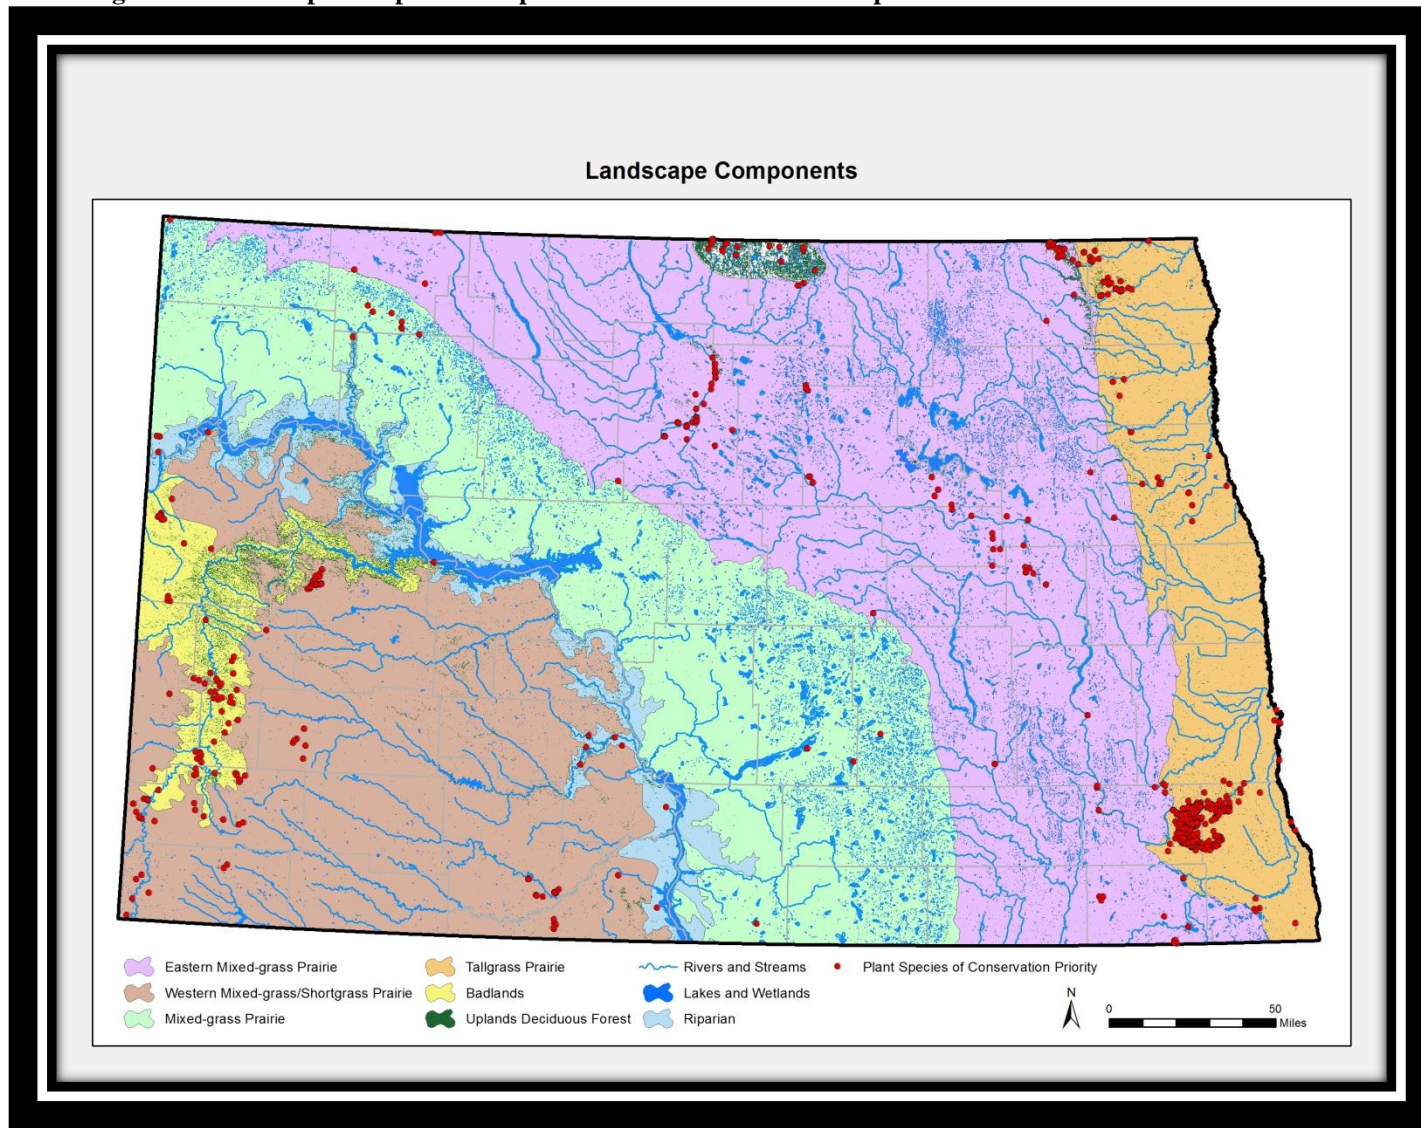 Landscape Components
Eastern Mixed-grass Prairie
Western Mixed-grass/Shortgrass Prairie
Mixed-grass Prairie
Tallgrass Prairie
Badlands
Uplands Deciduous Forest
Rivers and Streams
Lakes and Wetlands
Riparian
Plant Species of Conservation Priority
N
0 50
Miles